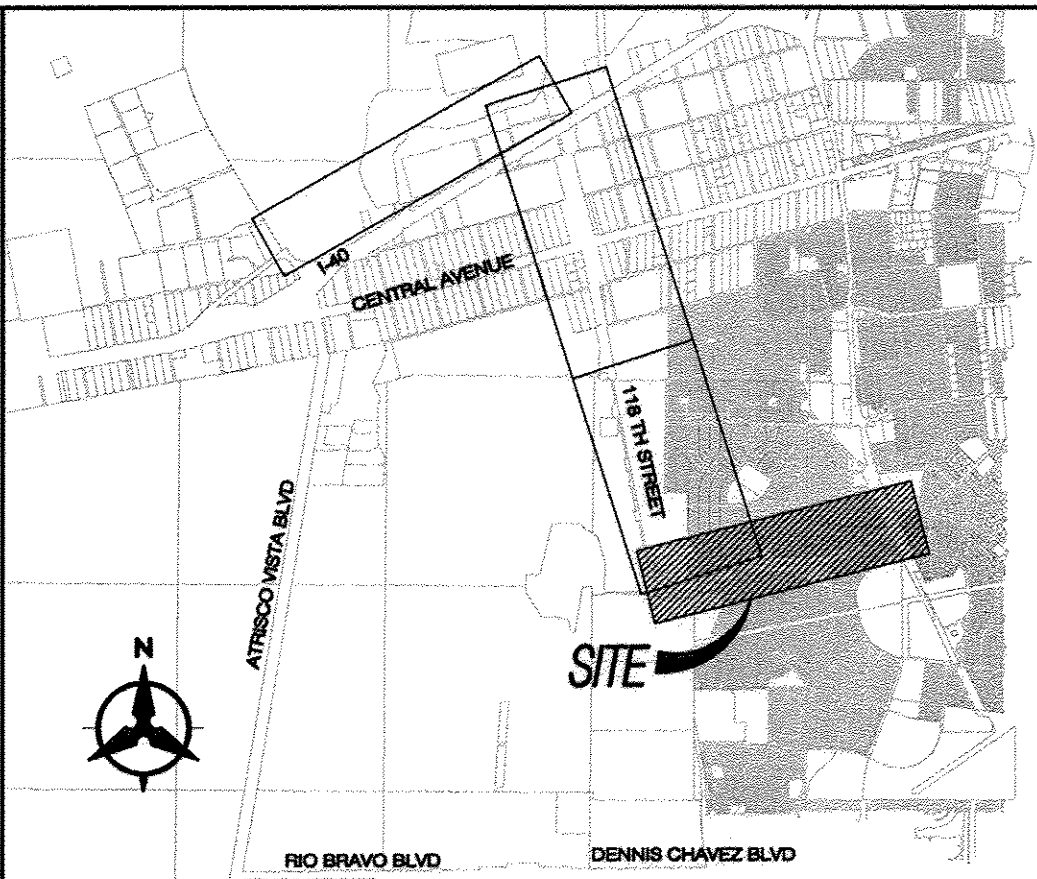 I-40
CENTRAL AVENUE
118 TH STREET
ATRISCO VISTA BLVD
N
SITE
RIO BRAVO BLVD
DENNIS CHAVEZ BLVD